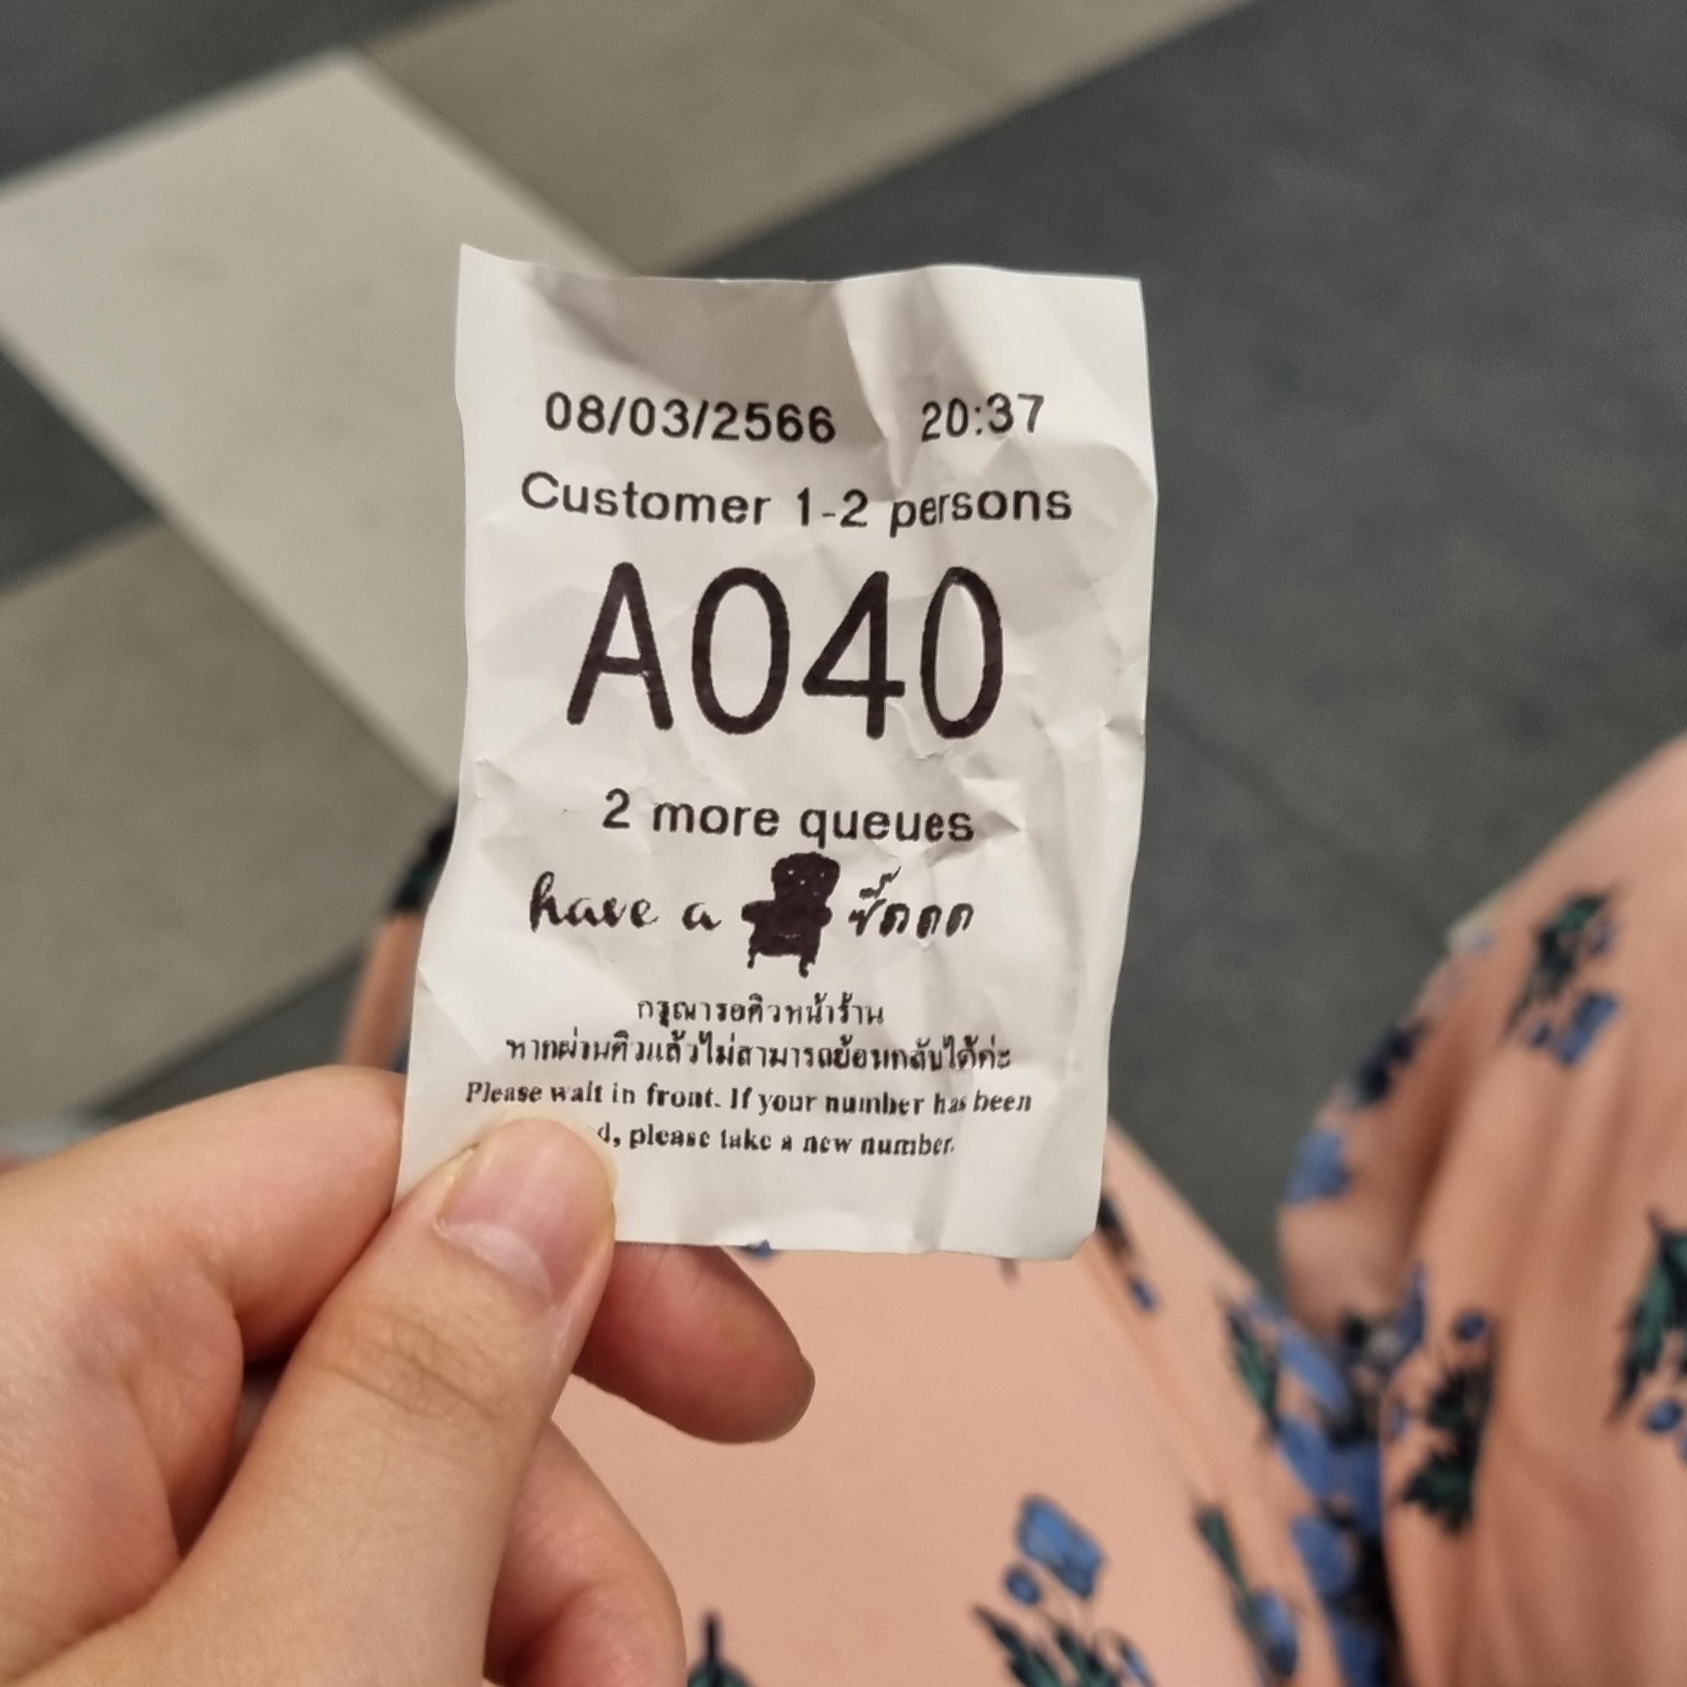 08/03/2566 20:37
Customer 1-2 persons
A040
2 more queues
have a ซี๊ดดด
กรุณารอคิวหน้าร้าน
หากผ่านคิวแล้วไม่สามารถย้อนกลับได้ค่ะ
Please wait in front. If your number has been
please take a new number.